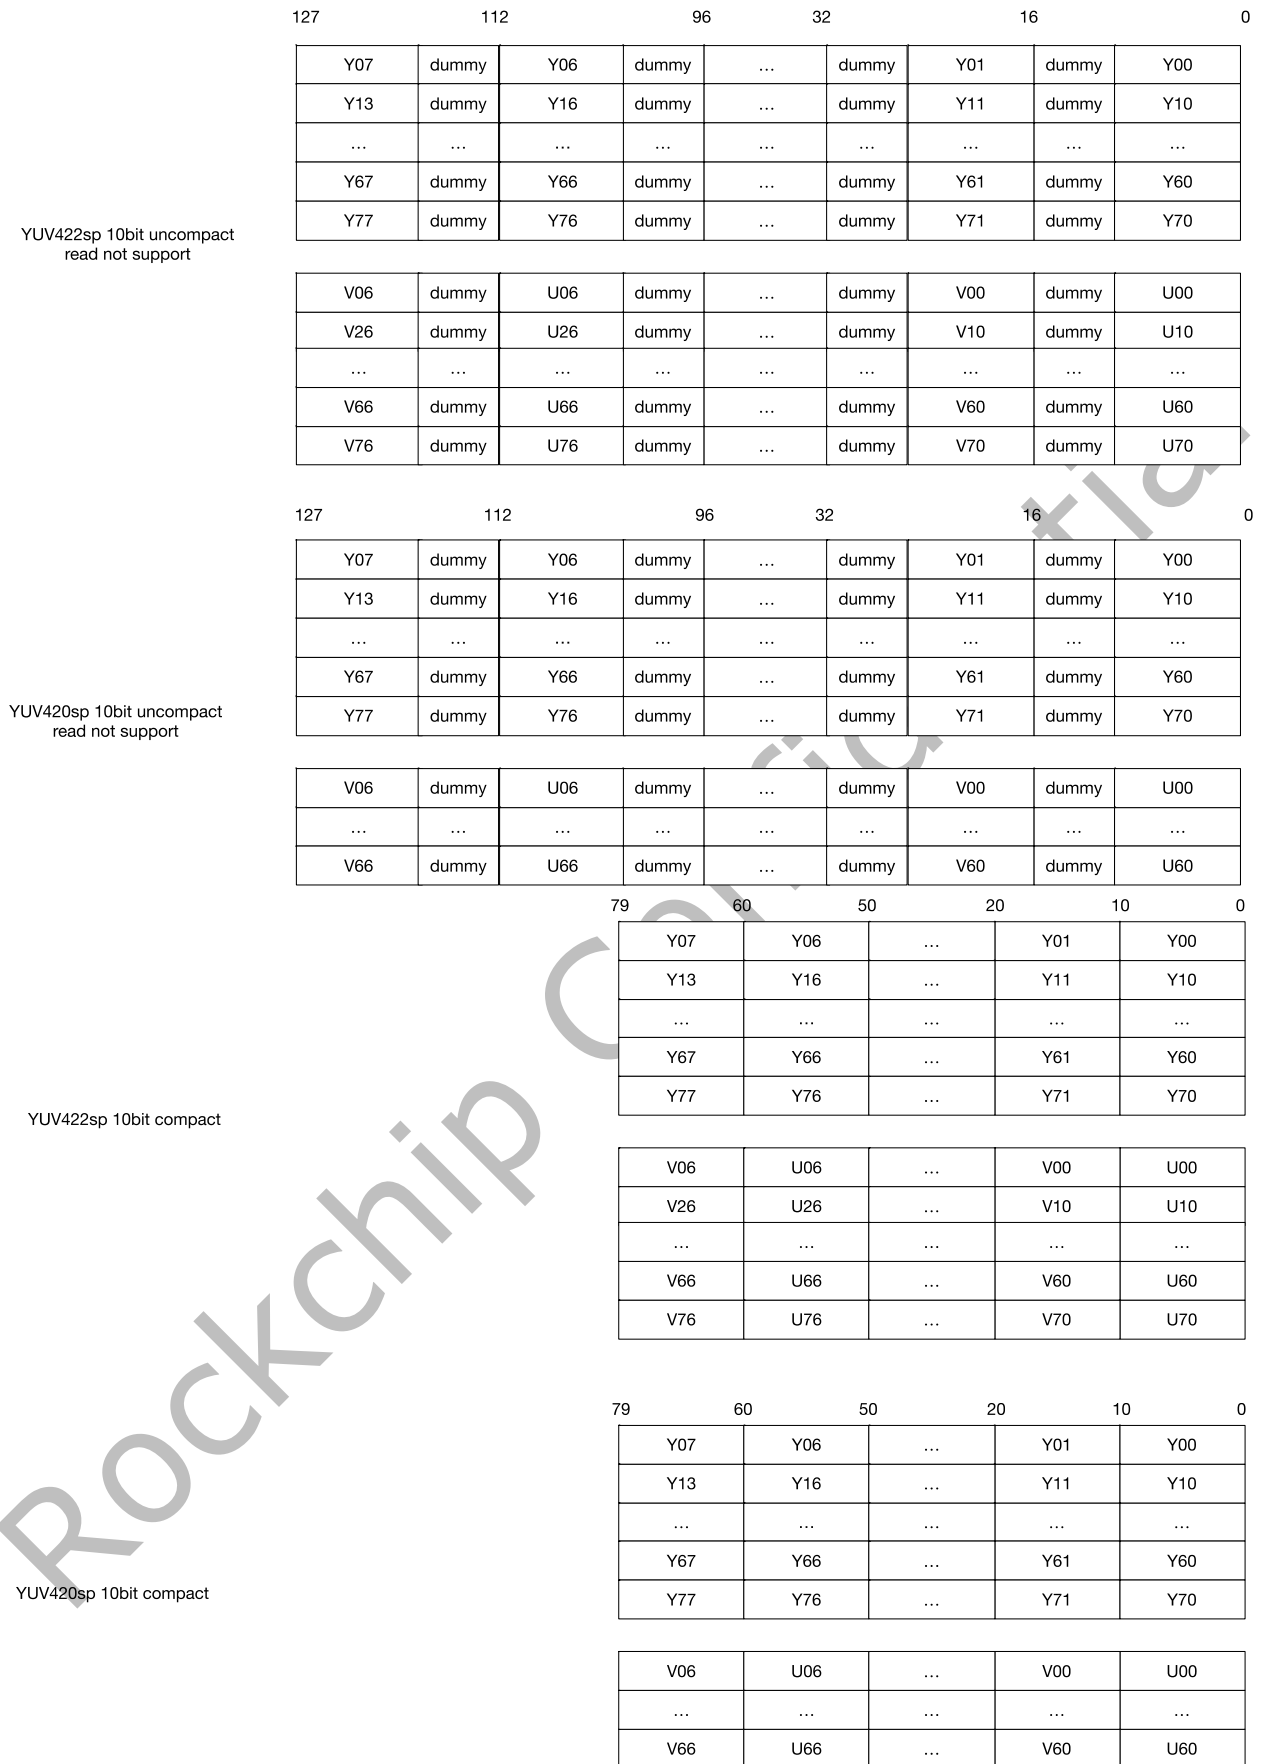 127 112 96 32 16 0
Y07 dummy Y06 dummy ... dummy Y01 dummy Y00
Y13 dummy Y16 dummy ... dummy Y11 dummy Y10
... ... ... ... ... ... ... ... ...
Y67 dummy Y66 dummy ... dummy Y61 dummy Y60
Y77 dummy Y76 dummy ... dummy Y71 dummy Y70
YUV422sp 10bit uncompact
read not support
V06 dummy U06 dummy ... dummy V00 dummy U00
V26 dummy U26 dummy ... dummy V10 dummy U10
... ... ... ... ... ... ... ... ...
V66 dummy U66 dummy ... dummy V60 dummy U60
V76 dummy U76 dummy ... dummy V70 dummy U70
127 112 96 32 16 0
Y07 dummy Y06 dummy ... dummy Y01 dummy Y00
Y13 dummy Y16 dummy ... dummy Y11 dummy Y10
... ... ... ... ... ... ... ... ...
Y67 dummy Y66 dummy ... dummy Y61 dummy Y60
Y77 dummy Y76 dummy ... dummy Y71 dummy Y70
YUV420sp 10bit uncompact
read not support
V06 dummy U06 dummy ... dummy V00 dummy U00
... ... ... ... ... ... ... ... ...
V66 dummy U66 dummy ... dummy V60 dummy U60
79 60 50 20 10 0
Y07 Y06 ... Y01 Y00
Y13 Y16 ... Y11 Y10
... ... ... ... ...
Y67 Y66 ... Y61 Y60
Y77 Y76 ... Y71 Y70
YUV422sp 10bit compact
V06 U06 ... V00 U00
V26 U26 ... V10 U10
... ... ... ... ...
V66 U66 ... V60 U60
V76 U76 ... V70 U70
79 60 50 20 10 0
Y07 Y06 ... Y01 Y00
Y13 Y16 ... Y11 Y10
... ... ... ... ...
Y67 Y66 ... Y61 Y60
Y77 Y76 ... Y71 Y70
YUV420sp 10bit compact
V06 U06 ... V00 U00
... ... ... ... ...
V66 U66 ... V60 U60
Rockchip